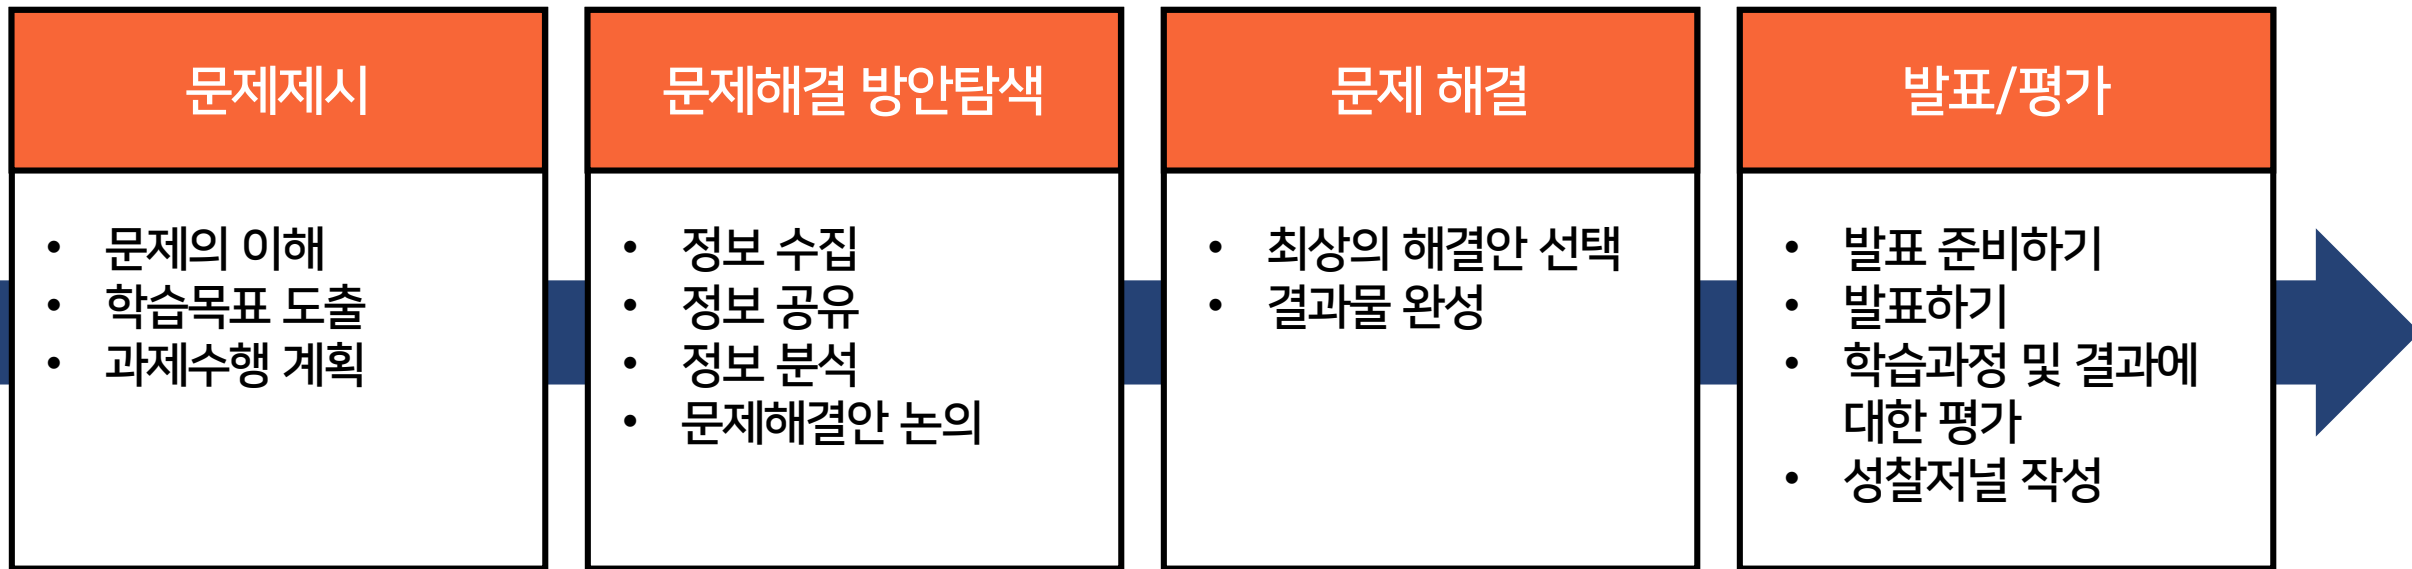 문제제시
• 문제의 이해
• 학습목표 도출
• 과제수행 계획
문제해결 방안탐색
• 정보 수집
• 정보 공유
• 정보 분석
• 문제해결안 논의
문제 해결
• 최상의 해결안 선택
• 결과물 완성
발표/평가
• 발표 준비하기
• 발표하기
• 학습과정 및 결과에
대한 평가
• 성찰저널 작성